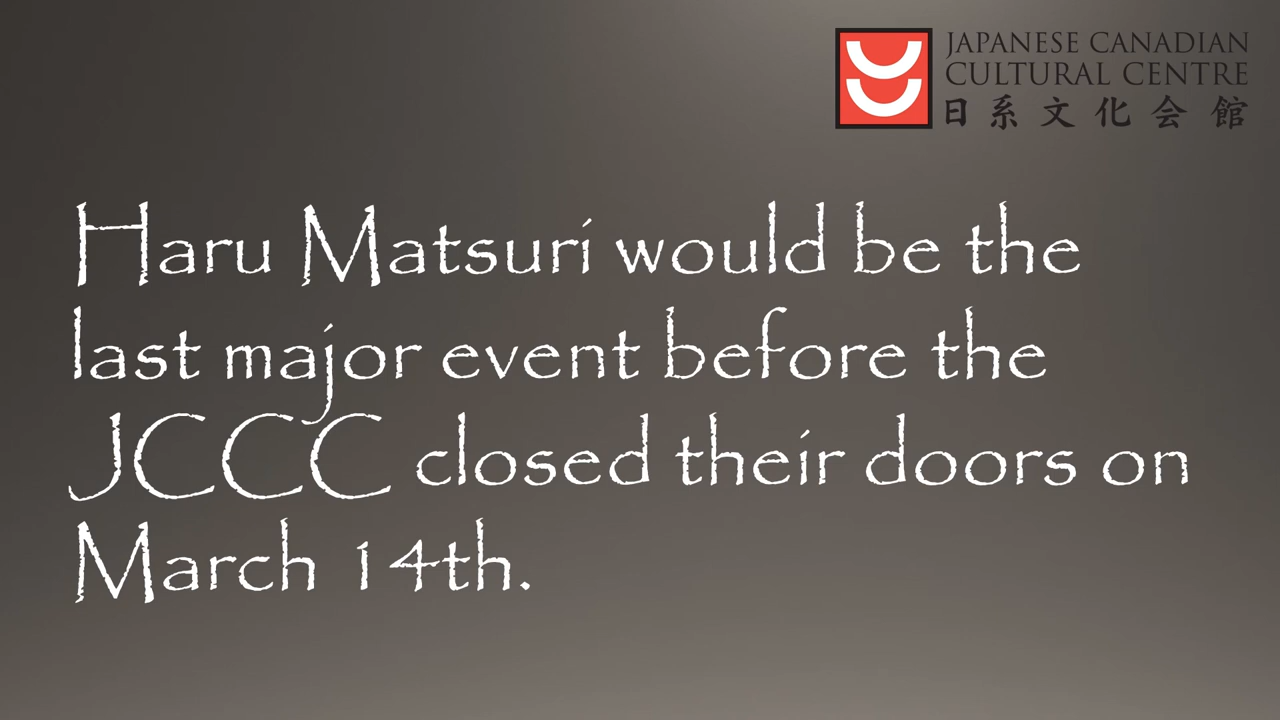 JAPANESE CANADIAN
CULTURAL CENTRE
日系文化会館
Haru Matsuri would be the
last major event before the
JCCC closed their doors on
March 14th.